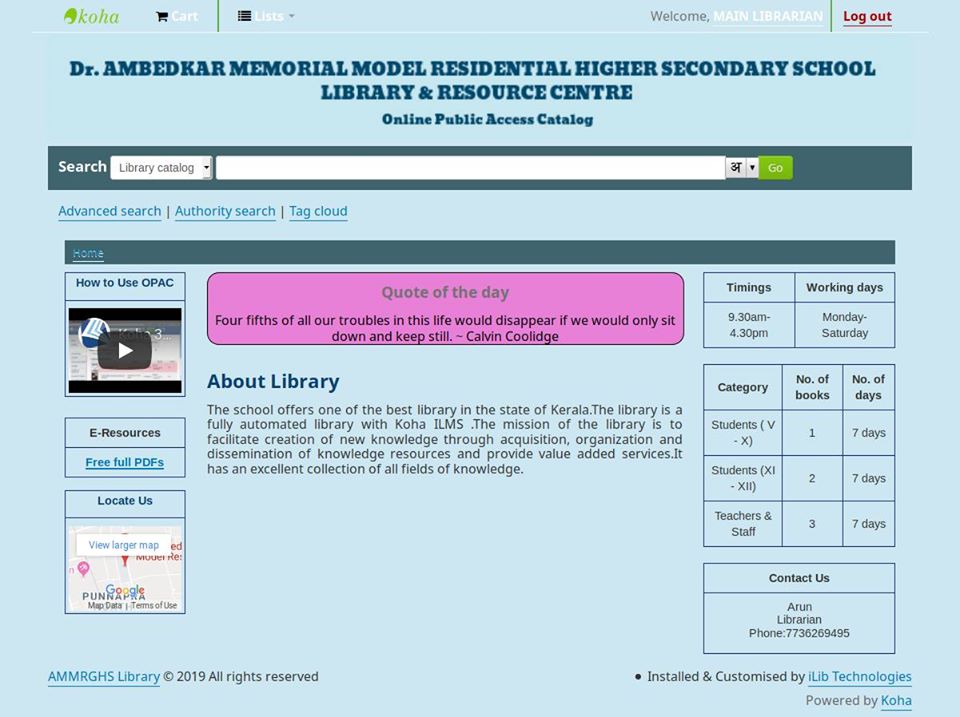 koha Cart Lists Welcome, MAIN LIBRARIAN Log out
Dr. AMBEDKAR MEMORIAL MODEL RESIDENTIAL HIGHER SECONDARY SCHOOL
LIBRARY & RESOURCE CENTRE
Online Public Access Catalog
Search Library catalog अ Go
Advanced search | Authority search | Tag cloud
Home
How to Use OPAC
Koha 3...
E-Resources
Free full PDFs
Locate Us
View larger map
Model Res
PUNNAPRA
Google
Map Data | Terms of Use
Quote of the day
Four fifths of all our troubles in this life would disappear if we would only sit
down and keep still. ~ Calvin Coolidge
About Library
The school offers one of the best library in the state of Kerala.The library is a
fully automated library with Koha ILMS .The mission of the library is to
facilitate creation of new knowledge through acquisition, organization and
dissemination of knowledge resources and provide value added services.It
has an excellent collection of all fields of knowledge.
Timings Working days
9.30am- Monday-
4.30pm Saturday
Category No. of No. of
books days
Students ( V
- X) 1 7 days
Students (XI
- XII) 2 7 days
Teachers &
Staff 3 7 days
Contact Us
Arun
Librarian
Phone:7736269495
AMMRGHS Library © 2019 All rights reserved
Installed & Customised by iLib Technologies
Powered by Koha